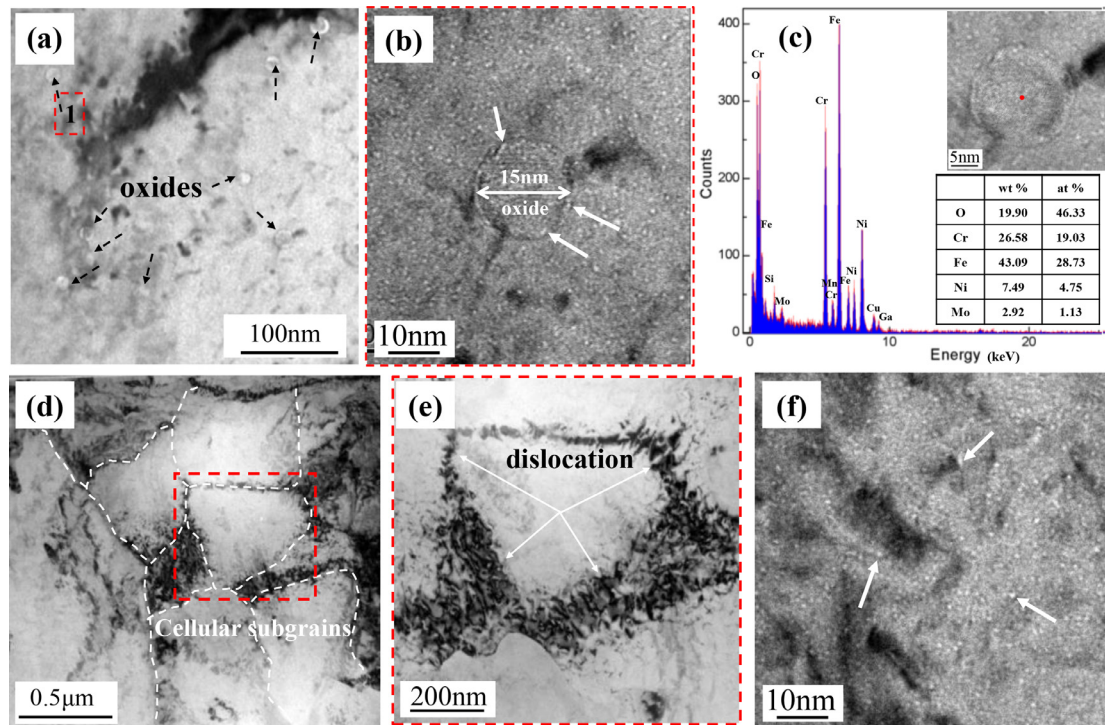 (a)
1
oxides
100nm
(b)
15nm
oxide
10nm
(c)
400
300
200
100
0
Counts
0
10
20
Energy (keV)
Cr
O
Fe
Si
Mo
Cr
Mn
Cr
Fe
Fe
Ni
Ni
Cu
Ga
5nm
wt % at %
O 19.90 46.33
Cr 26.58 19.03
Fe 43.09 28.73
Ni 7.49 4.75
Mo 2.92 1.13
(d)
Cellular subgrains
0.5μm
(e)
dislocation
200nm
(f)
10nm